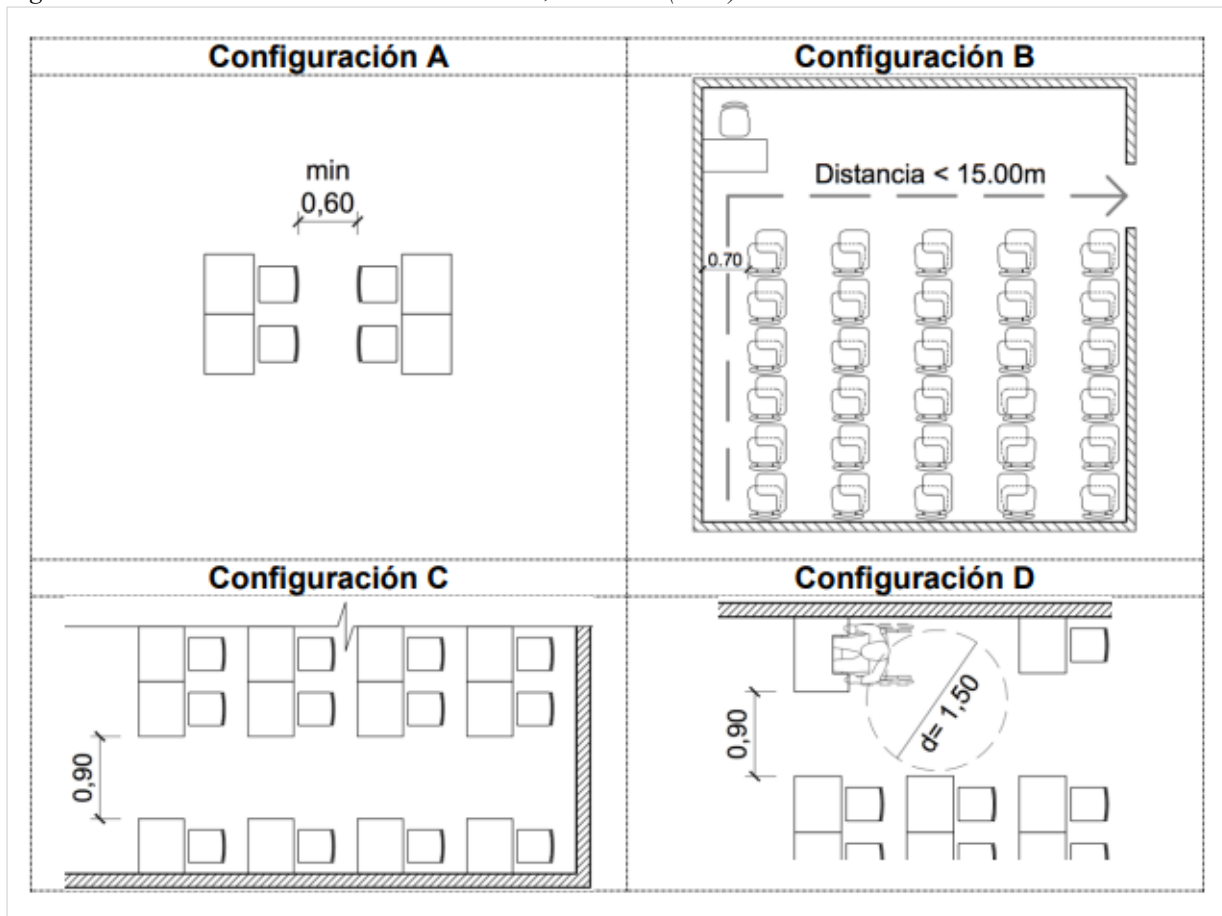 Configuración A
Configuración B
min
0,60
Distancia < 15.00m
0.70
Configuración C
Configuración D
0,90
0,90
d= 1,50